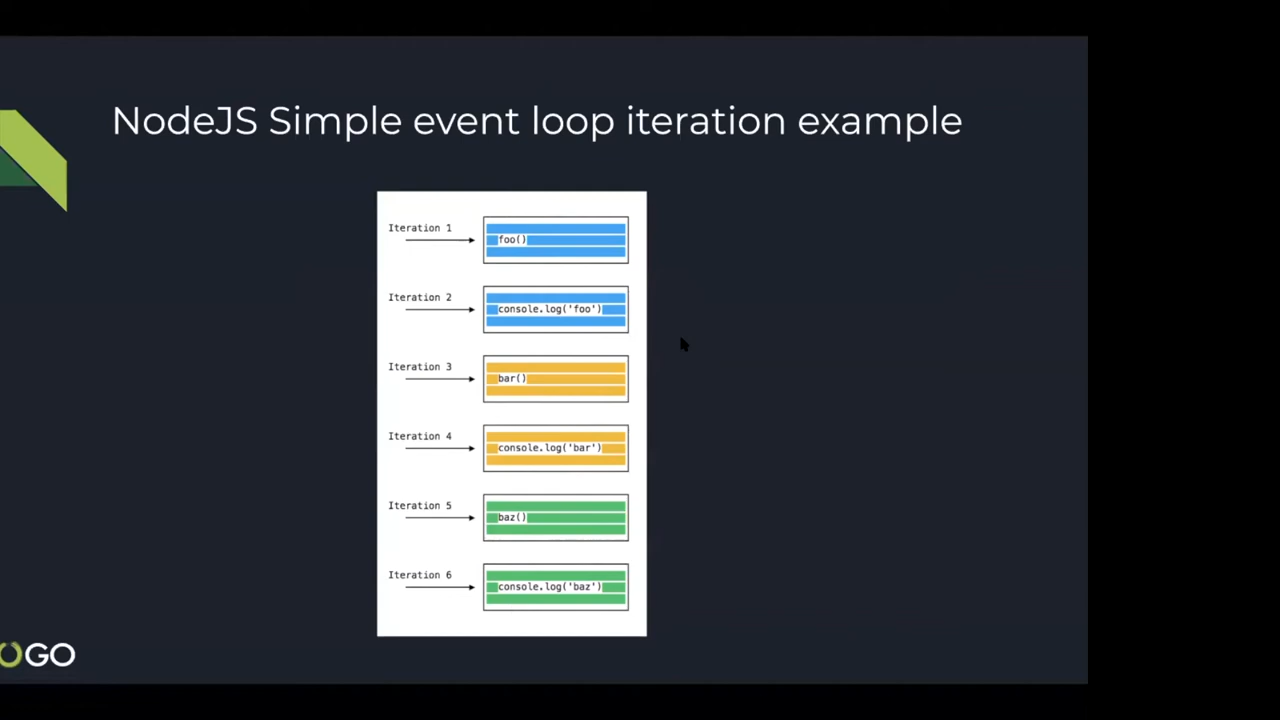 NodeJS Simple event loop iteration example
Iteration 1
foo()
Iteration 2
console.log('foo')
Iteration 3
bar()
Iteration 4
console.log('bar')
Iteration 5
baz()
Iteration 6
console.log('baz')
GO